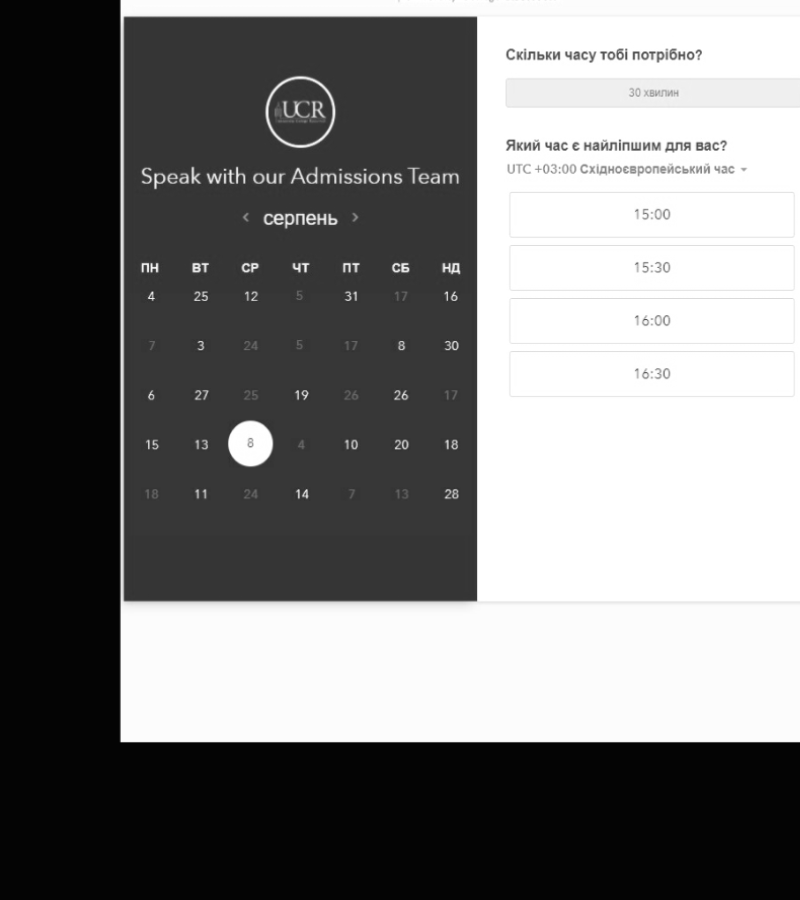 UCR
Speak with our Admissions Team
серпень
ПН ВТ СР ЧТ ПТ СБ НД
4 25 12 5 31 17 16
7 3 24 5 17 8 30
6 27 25 19 26 26 17
15 13 8 4 10 20 18
18 11 24 14 7 13 28
Скільки часу тобі потрібно?
30 хвилин
Який час є найліпшим для вас?
UTC +03:00 Східноєвропейський час
15:00
15:30
16:00
16:30